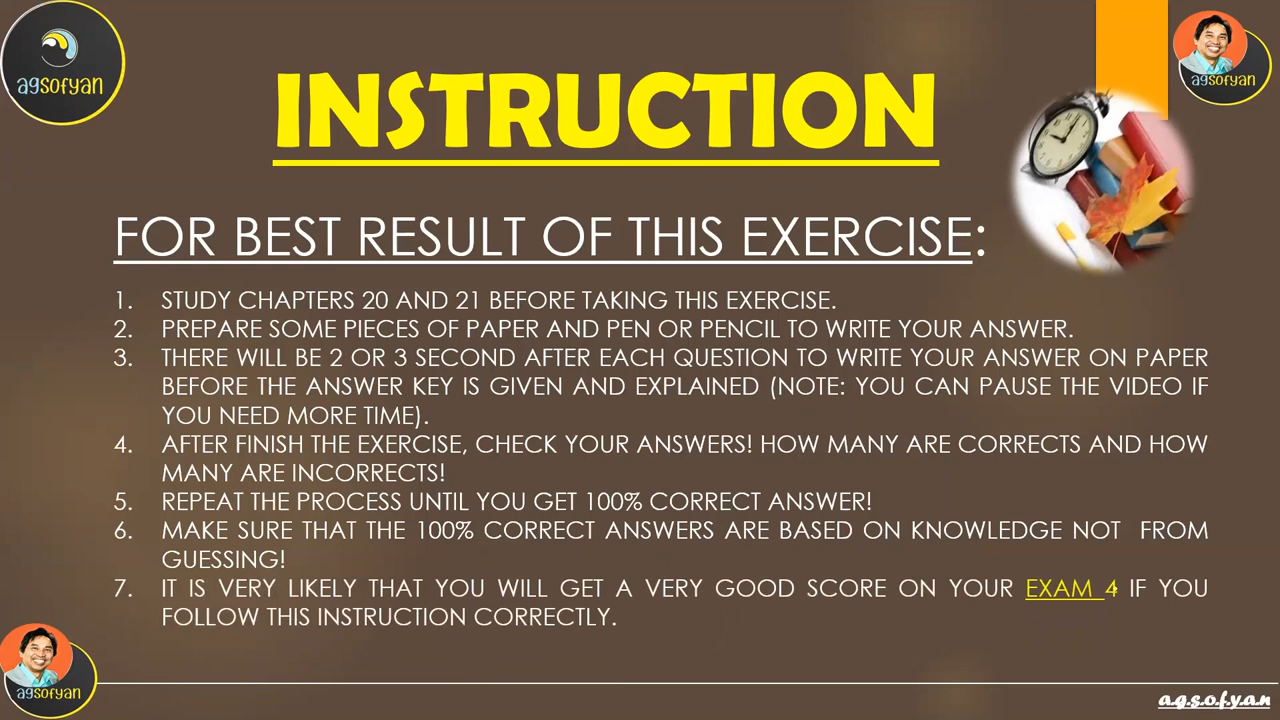 agsofyan
agsofyan
INSTRUCTION
FOR BEST RESULT OF THIS EXERCISE:
1. STUDY CHAPTERS 20 AND 21 BEFORE TAKING THIS EXERCISE.
2. PREPARE SOME PIECES OF PAPER AND PEN OR PENCIL TO WRITE YOUR ANSWER.
3. THERE WILL BE 2 OR 3 SECOND AFTER EACH QUESTION TO WRITE YOUR ANSWER ON PAPER
BEFORE THE ANSWER KEY IS GIVEN AND EXPLAINED (NOTE: YOU CAN PAUSE THE VIDEO IF
YOU NEED MORE TIME).
4. AFTER FINISH THE EXERCISE, CHECK YOUR ANSWERS! HOW MANY ARE CORRECTS AND HOW
MANY ARE INCORRECTS!
5. REPEAT THE PROCESS UNTIL YOU GET 100% CORRECT ANSWER!
6. MAKE SURE THAT THE 100% CORRECT ANSWERS ARE BASED ON KNOWLEDGE NOT FROM
GUESSING!
7. IT IS VERY LIKELY THAT YOU WILL GET A VERY GOOD SCORE ON YOUR EXAM 4 IF YOU
FOLLOW THIS INSTRUCTION CORRECTLY.
agsofyan
a.g.s.o.f.y.a.n